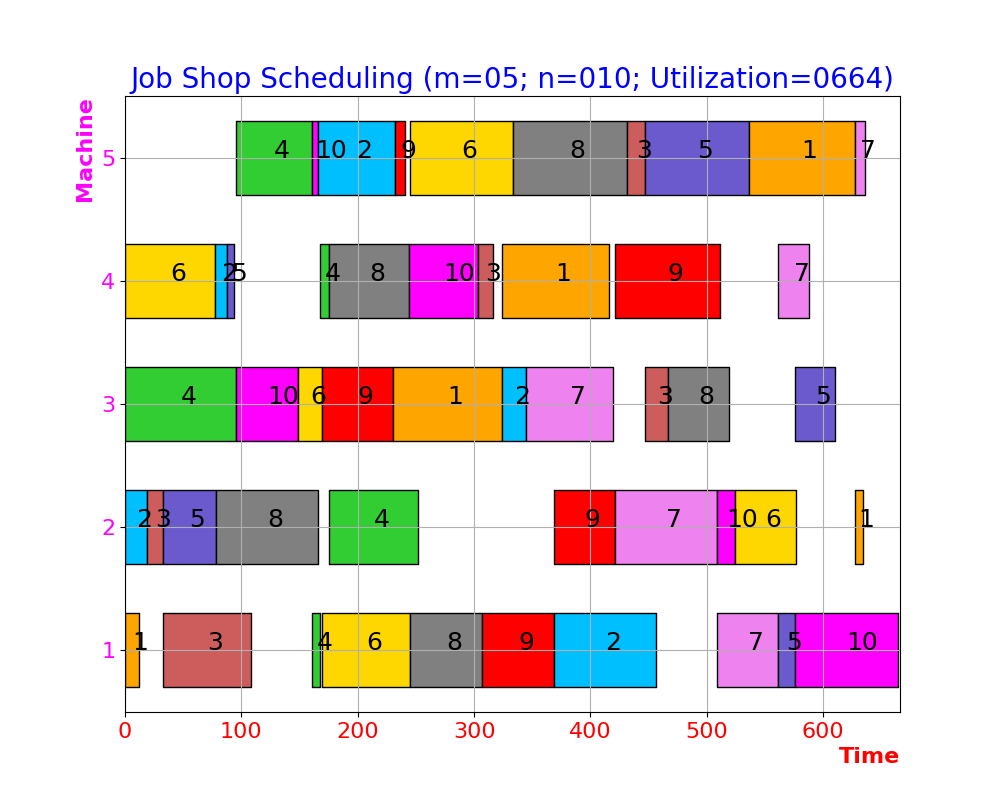 Job Shop Scheduling (m=05; n=010; Utilization=0664)
Machine
5
4 10 2 9 6 8 3 5 1 7
4
6 2 5 4 8 10 3 1 9 7
3
4 10 6 9 1 2 7 3 8 5
2
2 3 5 8 4 9 7 10 6 1
1
1 3 4 6 8 9 2 7 5 10
0 100 200 300 400 500 600
Time